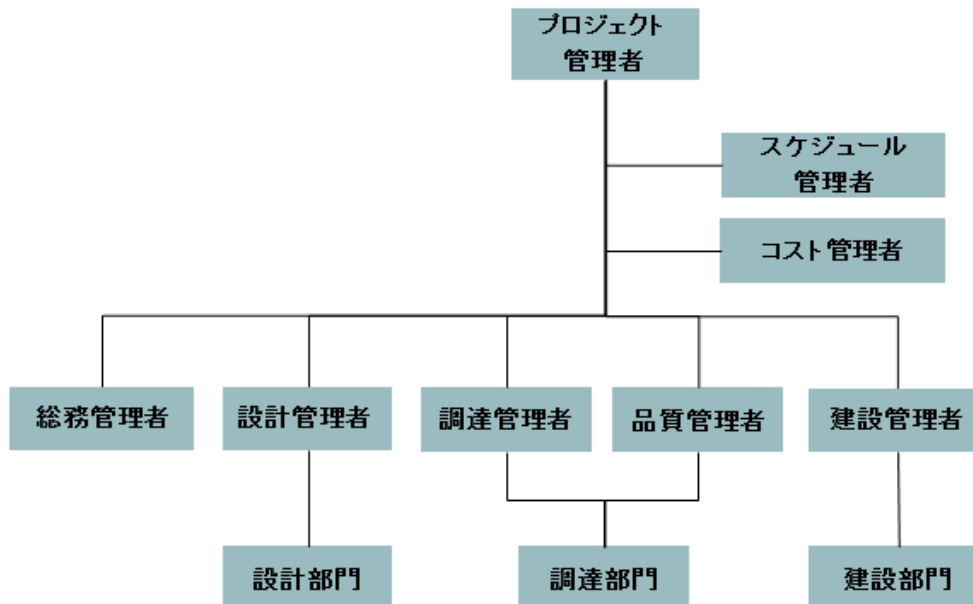 プロジェクト
管理者
スケジュール
管理者
コスト管理者
総務管理者
設計管理者
調達管理者
品質管理者
建設管理者
設計部門
調達部門
建設部門